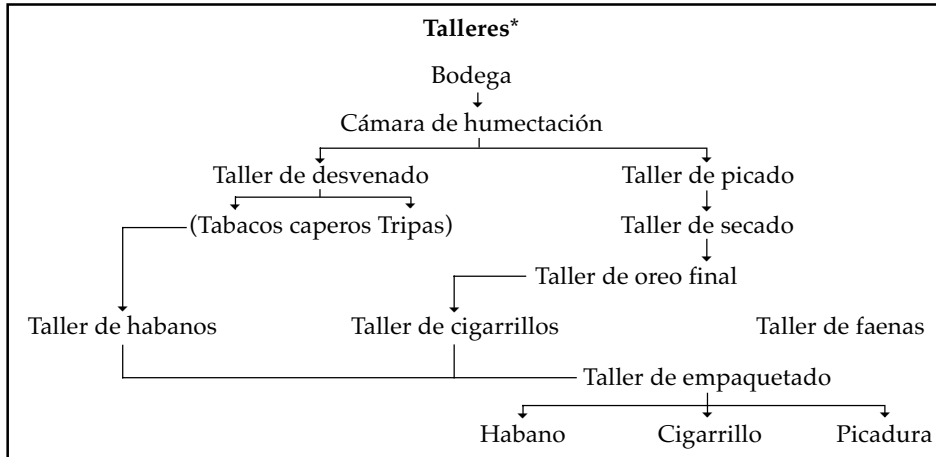 Talleres*
Bodega
Cámara de humectación
Taller de desvenado Taller de picado
(Tabacos caperos Tripas) Taller de secado
Taller de oreo final
Taller de habanos Taller de cigarrillos Taller de faenas
Taller de empaquetado
Habano Cigarrillo Picadura